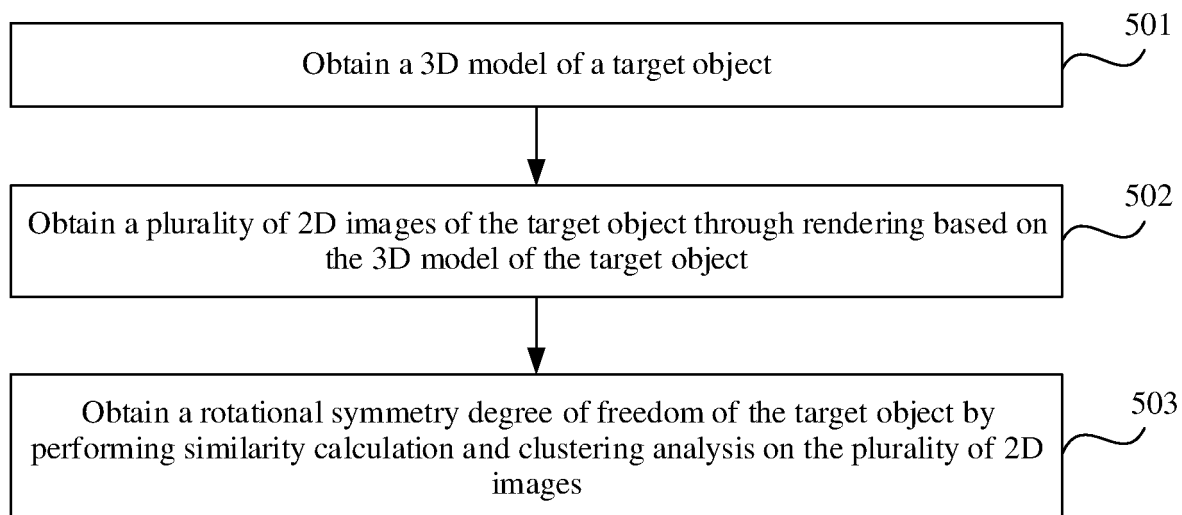 501
Obtain a 3D model of a target object
502
Obtain a plurality of 2D images of the target object through rendering based on
the 3D model of the target object
503
Obtain a rotational symmetry degree of freedom of the target object by
performing similarity calculation and clustering analysis on the plurality of 2D
images